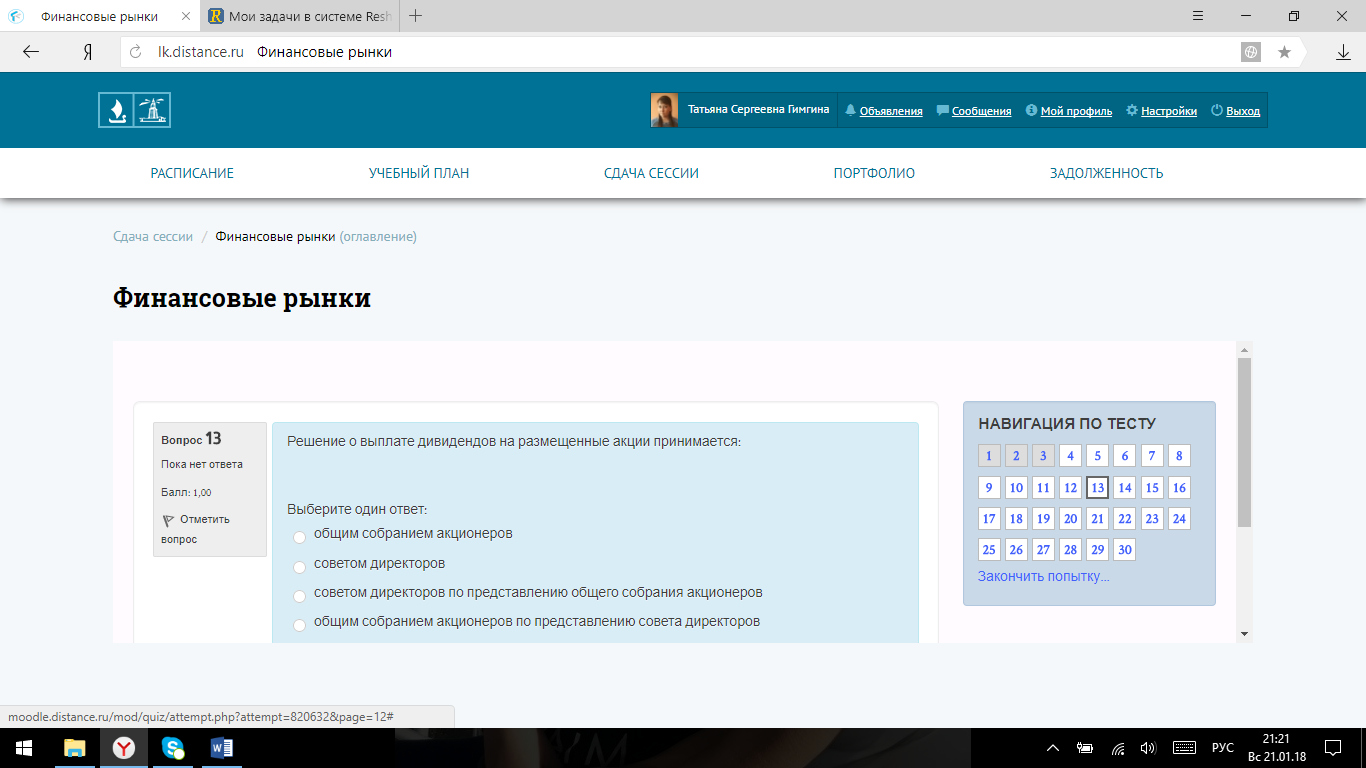 Финансовые рынки
Мои задачи в системе Resh
Я
lk.distance.ru Финансовые рынки
Татьяна Сергеевна Гимгина Объявления Сообщения Мой профиль Настройки Выход
РАСПИСАНИЕ УЧЕБНЫЙ ПЛАН СДАЧА СЕССИИ ПОРТФОЛИО ЗАДОЛЖЕННОСТЬ
Сдача сессии / Финансовые рынки (оглавление)
Финансовые рынки
Вопрос 13
Пока нет ответа
Балл: 1,00
Отметить
вопрос
Решение о выплате дивидендов на размещенные акции принимается:
Выберите один ответ:
общим собранием акционеров
советом директоров
советом директоров по представлению общего собрания акционеров
общим собранием акционеров по представлению совета директоров
НАВИГАЦИЯ ПО ТЕСТУ
1 2 3 4 5 6 7 8
9 10 11 12 13 14 15 16
17 18 19 20 21 22 23 24
25 26 27 28 29 30
Закончить попытку...
moodle.distance.ru/mod/quiz/attempt.php?attempt=820632&page=12#
РУС
21:21
Вс 21.01.18